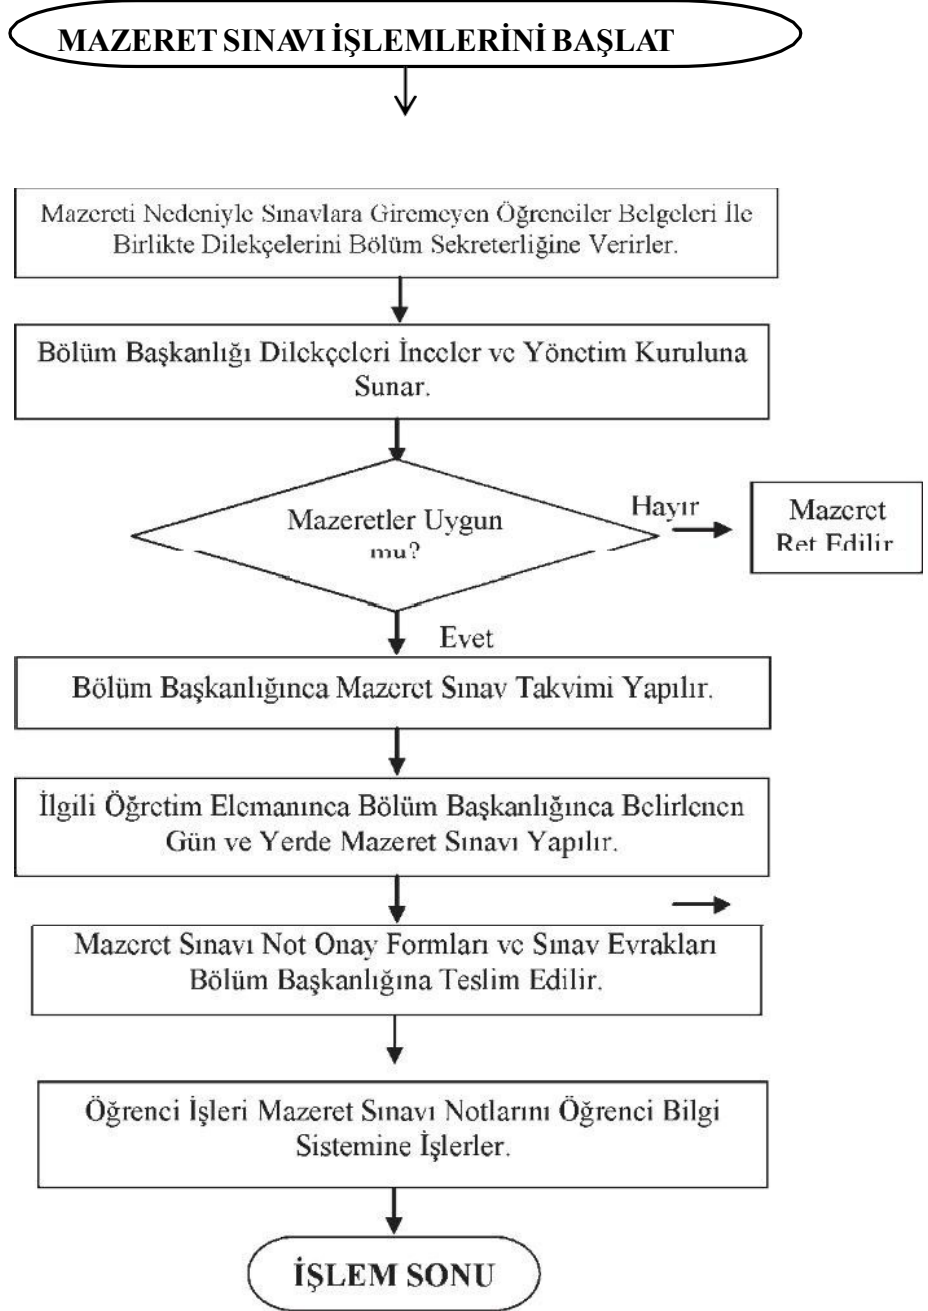 MAZERET SINAVI İŞLEMLERİNİ BAŞLAT
Mazereti Nedeniyle Sınavlara Giremeyen Öğrenciler Belgeleri İle
Birlikte Dilekçelerini Bölüm Sekreterliğine Verirler.
Bölüm Başkanlığı Dilekçeleri İnceler ve Yönetim Kuruluna
Sunar.
Mazeretler Uygun
mu?
Hayır
Mazeret
Ret Edilir
Evet
Bölüm Başkanlığınca Mazeret Sınav Takvimi Yapılır.
İlgili Öğretim Elemanınca Bölüm Başkanlığınca Belirlenen
Gün ve Yerde Mazeret Sınavı Yapılır.
Mazeret Sınavı Not Onay Formları ve Sınav Evrakları
Bölüm Başkanlığına Teslim Edilir.
Öğrenci İşleri Mazeret Sınavı Notlarını Öğrenci Bilgi
Sistemine İşlerler.
İŞLEM SONU